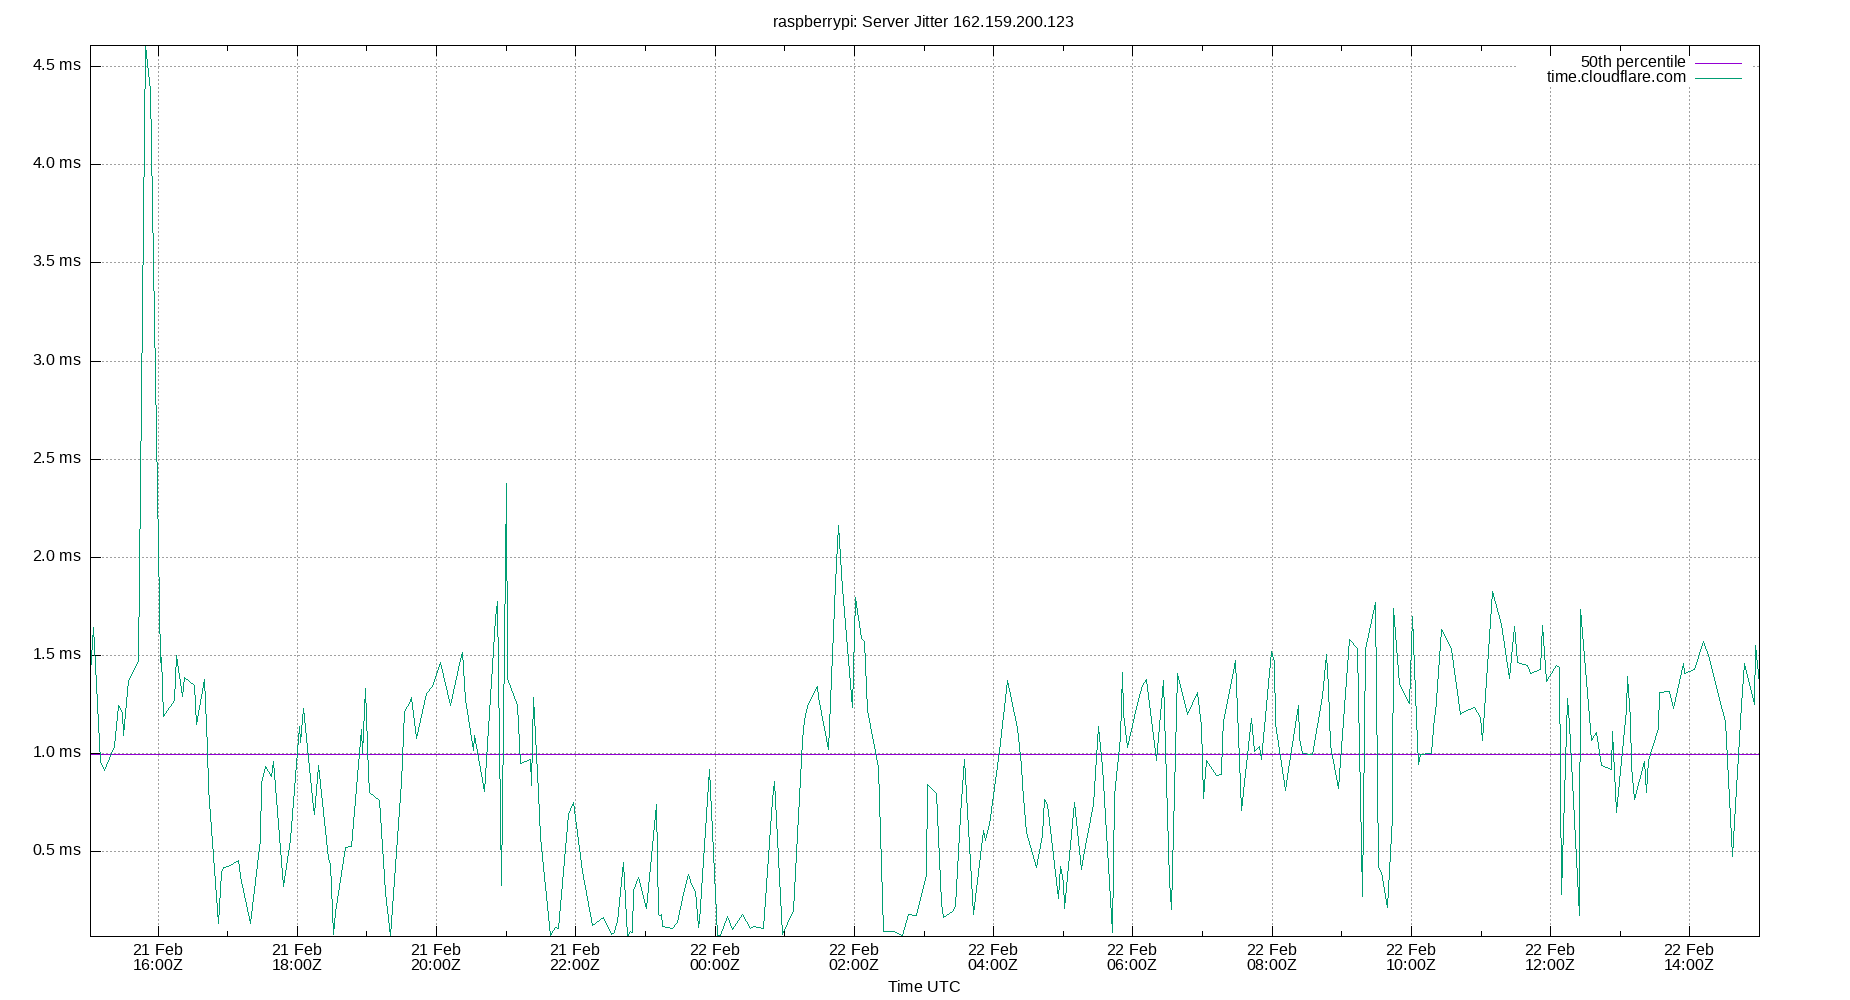 raspberrypi: Server Jitter 162.159.200.123
50th percentile
time.cloudflare.com
4.5 ms
4.0 ms
3.5 ms
3.0 ms
2.5 ms
2.0 ms
1.5 ms
1.0 ms
0.5 ms
21 Feb 21 Feb 21 Feb 21 Feb 22 Feb 22 Feb 22 Feb 22 Feb 22 Feb 22 Feb 22 Feb 22 Feb
16:00Z 18:00Z 20:00Z 22:00Z 00:00Z 02:00Z 04:00Z 06:00Z 08:00Z 10:00Z 12:00Z 14:00Z
Time UTC